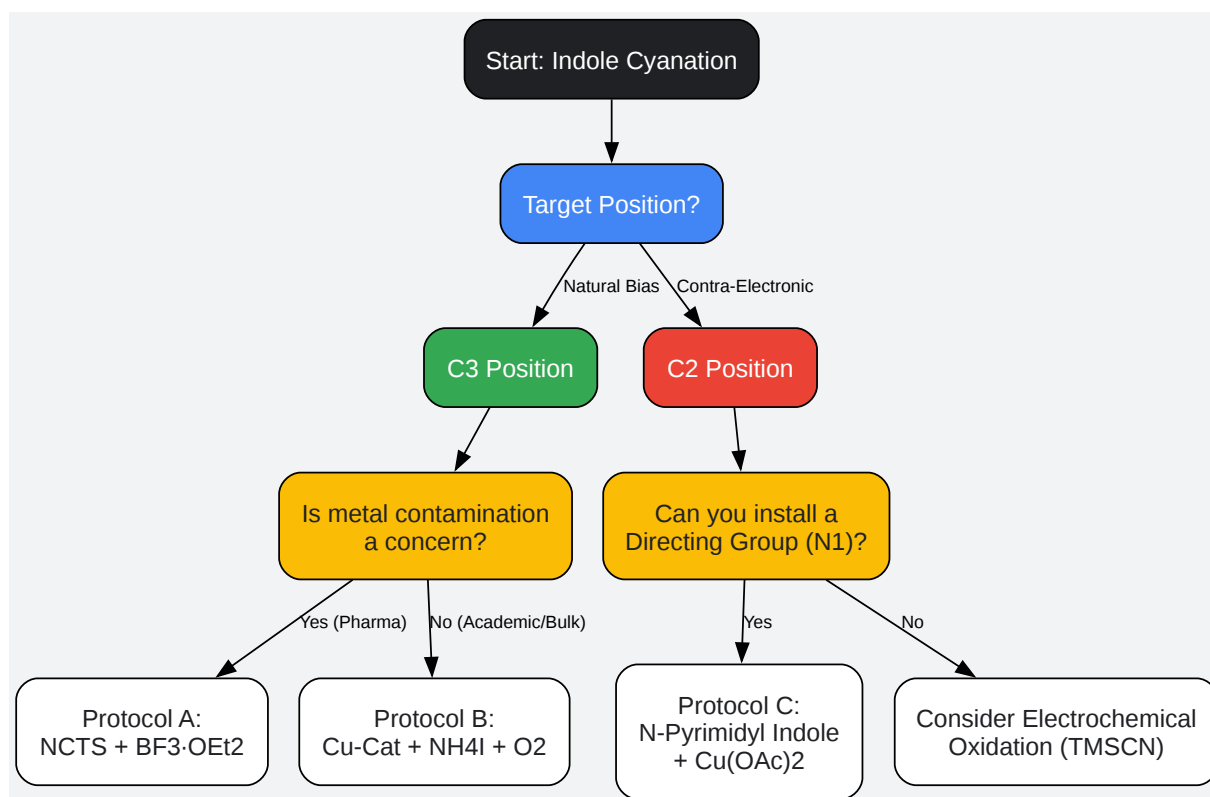 Start: Indole Cyanation
Target Position?
Natural Bias
Contra-Electronic
C3 Position
C2 Position
Is metal contamination
a concern?
Can you install a
Directing Group (N1)?
Yes (Pharma)
No (Academic/Bulk)
Yes
No
Protocol A:
NCTS + BF3·OEt2
Protocol B:
Cu-Cat + NH4I + O2
Protocol C:
N-Pyrimidyl Indole
+ Cu(OAc)2
Consider Electrochemical
Oxidation (TMSCN)